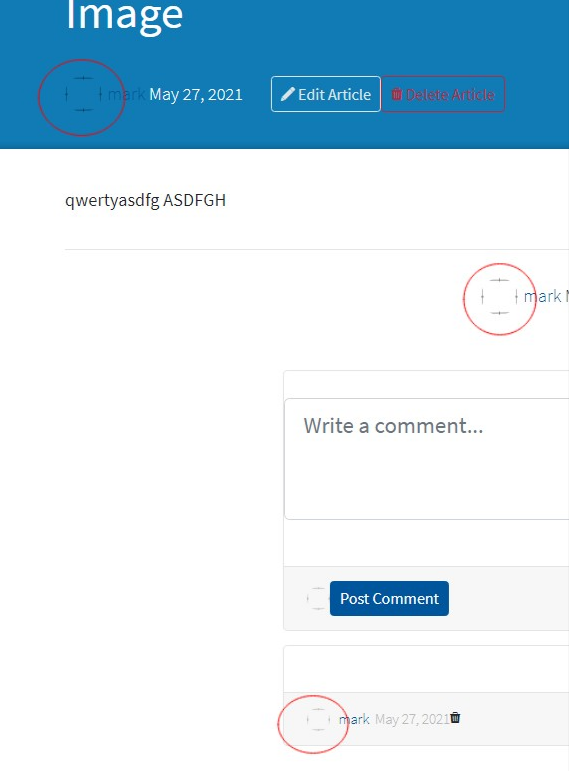 Image
mark May 27, 2021 Edit Article Delete Article
qwertyasdfg ASDFGH
mark
Write a comment...
Post Comment
mark May 27, 2021